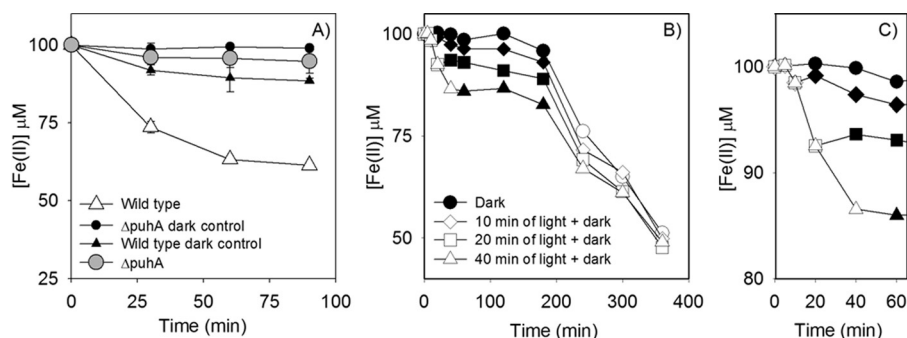 A)
100
75
50
25
[Fe(II)] µM
Wild type
ΔpuhA dark control
Wild type dark control
ΔpuhA
0 25 50 75 100
Time (min)
B)
100
75
50
[Fe(II)] µM
Dark
10 min of light + dark
20 min of light + dark
40 min of light + dark
0 100 200 300 400
Time (min)
C)
100
90
80
[Fe(II)] µM
0 20 40 60
Time (min)